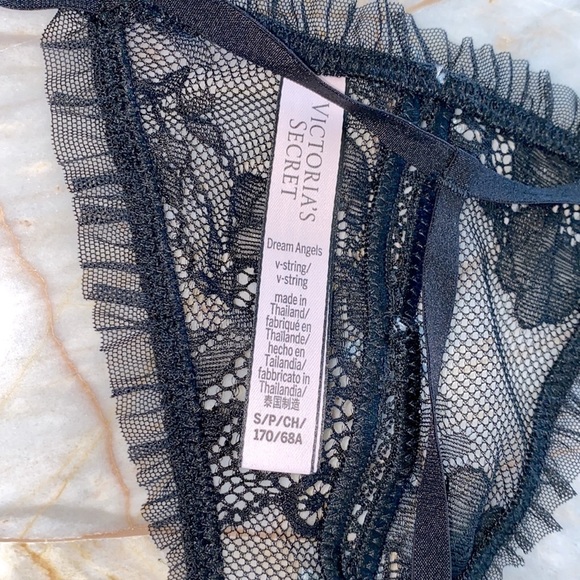 VICTORIA'S
SECRET
Dream Angels
v-string/
v-string
made in
Thailand/
fabriqué en
Thaïlande/
hecho en
Tailandia/
fabbricato in
Thailandia/
泰国制造
S/P/CH/
170/68A